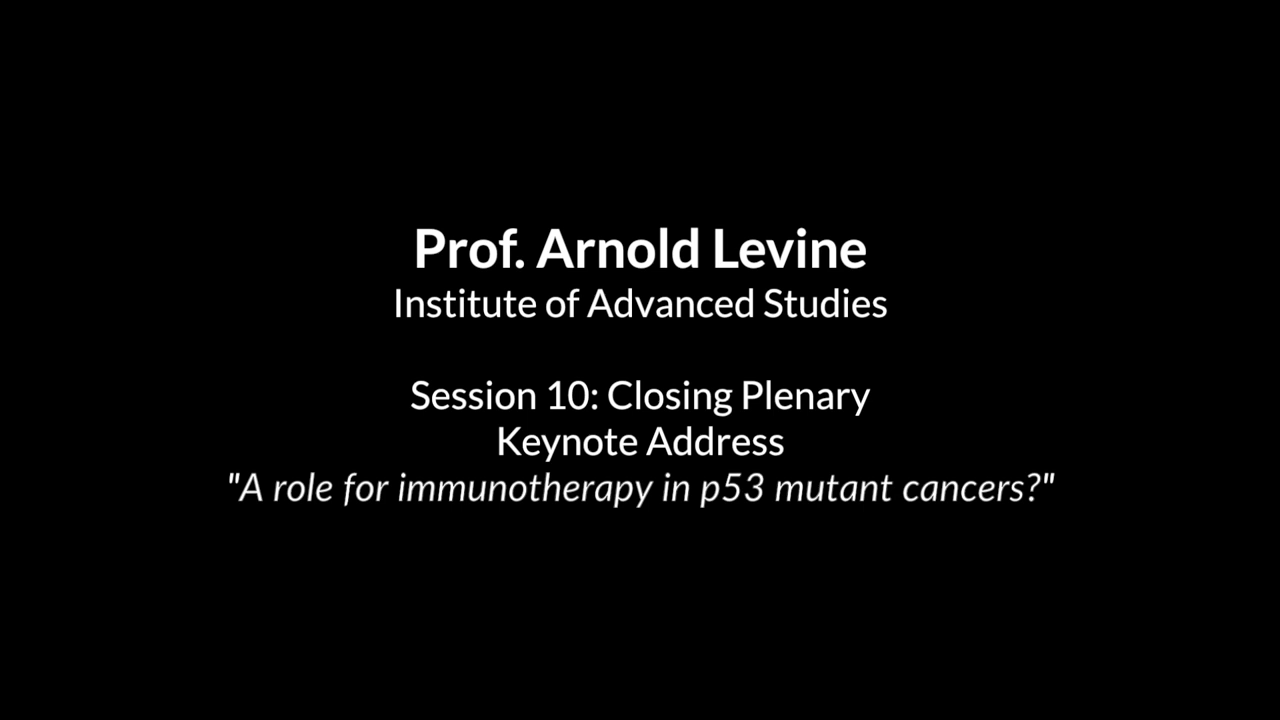 Prof. Arnold Levine
Institute of Advanced Studies
Session 10: Closing Plenary
Keynote Address
"A role for immunotherapy in p53 mutant cancers?"